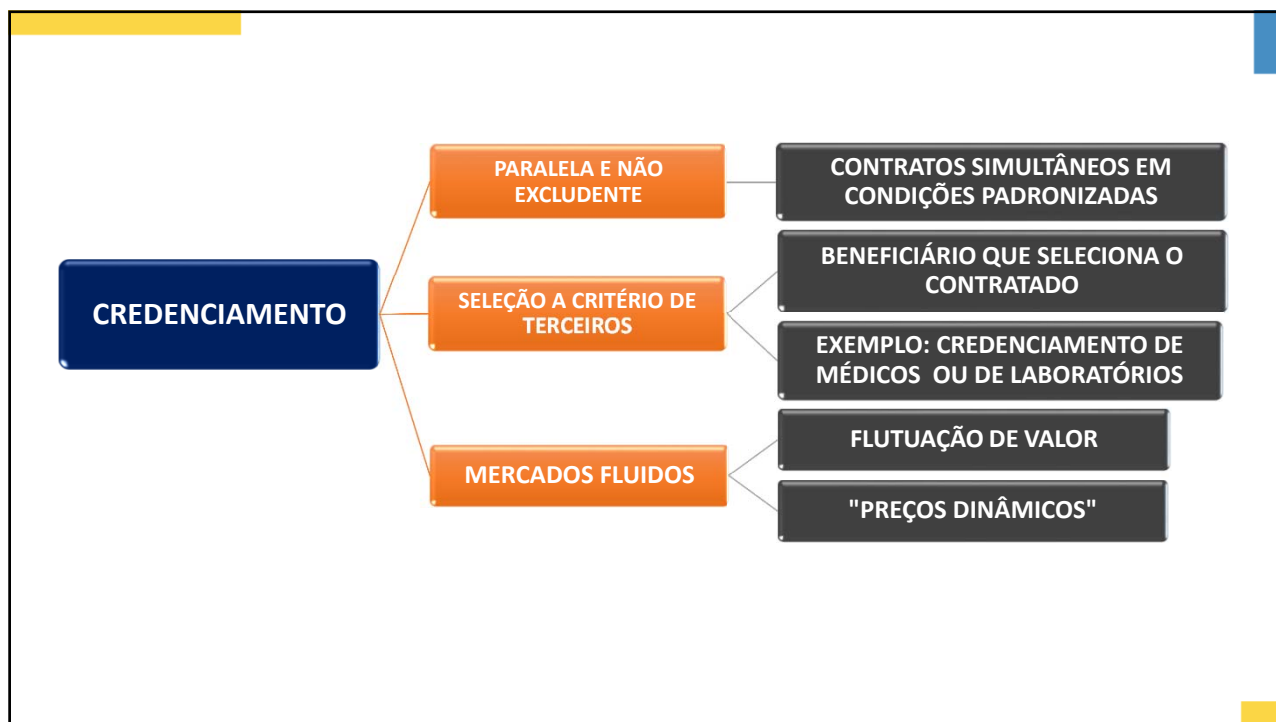 CREDENCIAMENTO
PARALELA E NÃO
EXCLUDENTE
CONTRATOS SIMULTÂNEOS EM
CONDIÇÕES PADRONIZADAS
SELEÇÃO A CRITÉRIO DE
TERCEIROS
BENEFICIÁRIO QUE SELECIONA O
CONTRATADO
EXEMPLO: CREDENCIAMENTO DE
MÉDICOS OU DE LABORATÓRIOS
MERCADOS FLUIDOS
FLUTUAÇÃO DE VALOR
"PREÇOS DINÂMICOS"